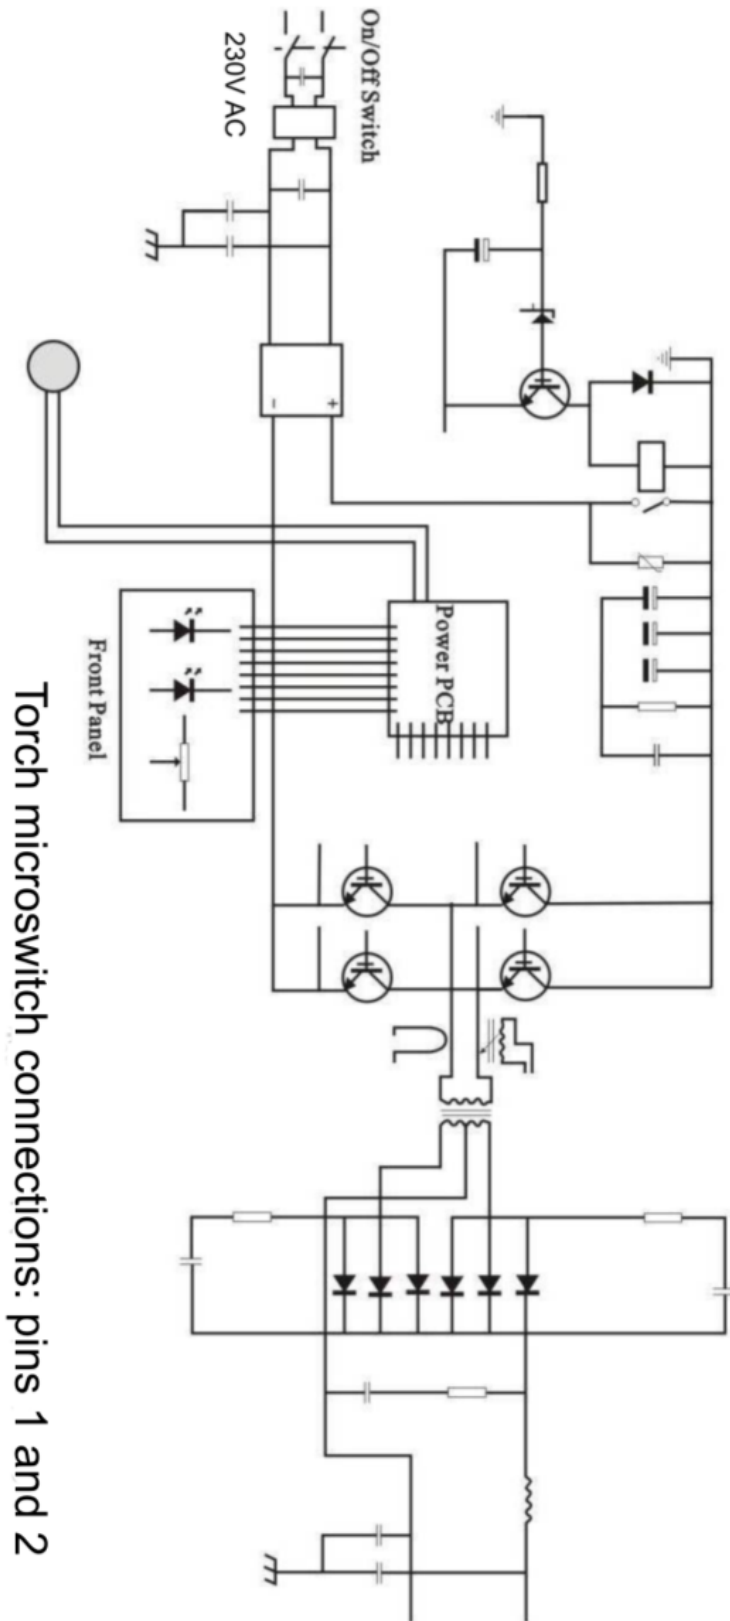 On/Off Switch
230V AC
-
+
Power PCB
Front Panel
Torch microswitch connections: pins 1 and 2